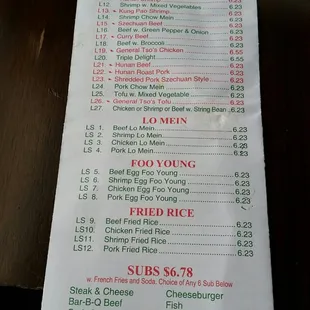 L12. Shrimp w. Mixed Vegetables 6.23
L13. Kung Pao Shrimp 6.23
L14. Shrimp Chow Mein 6.23
L15. Szechuan Beef 6.23
L16. Beef w. Green Pepper & Onion 6.23
L17. Curry Beef 6.23
L18. Beef w. Broccoli 6.23
L19. General Tso's Chicken 6.55
L20. Triple Delight 6.55
L21. Hunan Beef 6.23
L22. Hunan Roast Pork 6.23
L23. Shredded Pork Szechuan Style 6.23
L24. Pork Chow Mein 6.23
L25. Tofu w. Mixed Vegetable 6.23
L26. General Tso's Tofu 6.23
L27. Chicken or Shrimp or Beef w. String Bean 6.23
LO MEIN
LS 1. Beef Lo Mein 6.23
LS 2. Shrimp Lo Mein 6.23
LS 3. Chicken Lo Mein 6.23
LS 4. Pork Lo Mein 6.23
FOO YOUNG
LS 5. Beef Egg Foo Young 6.23
LS 6. Shrimp Egg Foo Young 6.23
LS 7. Chicken Egg Foo Young 6.23
LS 8. Pork Egg Foo Young 6.23
FRIED RICE
LS 9. Beef Fried Rice 6.23
LS10. Chicken Fried Rice 6.23
LS11. Shrimp Fried Rice 6.23
LS12. Pork Fried Rice 6.23
SUBS $6.78
w. French Fries and Soda: Choice of Any 6 Sub Below
Steak & Cheese Cheeseburger
Bar-B-Q Beef Fish